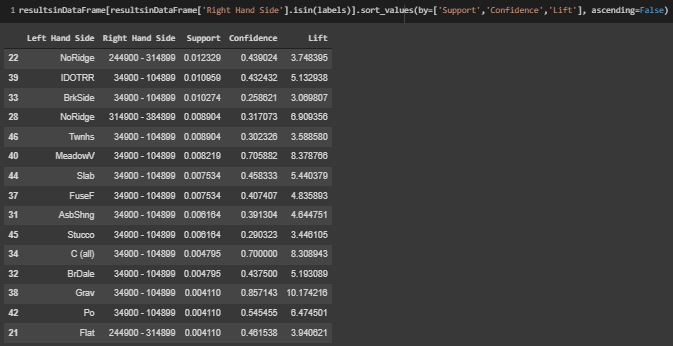 1 resultsinDataFrame[resultsinDataFrame['Right Hand Side'].isin(labels)].sort_values(by=['Support','Confidence','Lift'], ascending=False)
Left Hand Side Right Hand Side Support Confidence Lift
22 NoRidge 244900 - 314899 0.012329 0.439024 3.748395
39 IDOTRR 34900 - 104899 0.010959 0.432432 5.132938
33 BrkSide 34900 - 104899 0.010274 0.258621 3.069807
28 NoRidge 314900 - 384899 0.008904 0.317073 6.909356
46 Twnhs 34900 - 104899 0.008904 0.302326 3.588580
40 MeadowV 34900 - 104899 0.008219 0.705882 8.378766
44 Slab 34900 - 104899 0.007534 0.458333 5.440379
37 FuseF 34900 - 104899 0.007534 0.407407 4.835893
31 AsbShng 34900 - 104899 0.006164 0.391304 4.644751
45 Stucco 34900 - 104899 0.006164 0.290323 3.446105
34 C (all) 34900 - 104899 0.004795 0.700000 8.308943
32 BrDale 34900 - 104899 0.004795 0.437500 5.193089
38 Grav 34900 - 104899 0.004110 0.857143 10.174216
42 Po 34900 - 104899 0.004110 0.545455 6.474501
21 Flat 244900 - 314899 0.004110 0.461538 3.940621